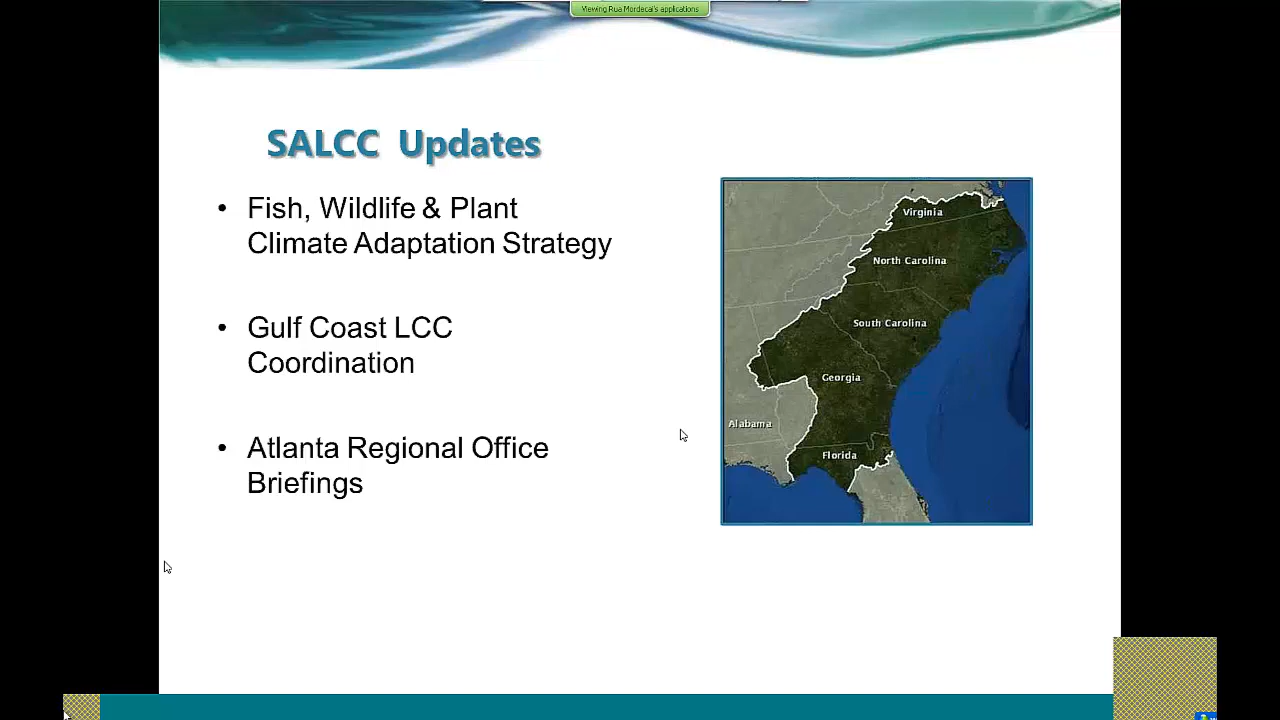 Viewing Rua Mordecai's applications
SALCC Updates
• Fish, Wildlife & Plant
Climate Adaptation Strategy
• Gulf Coast LCC
Coordination
• Atlanta Regional Office
Briefings
Virginia
North Carolina
South Carolina
Georgia
Alabama
Florida